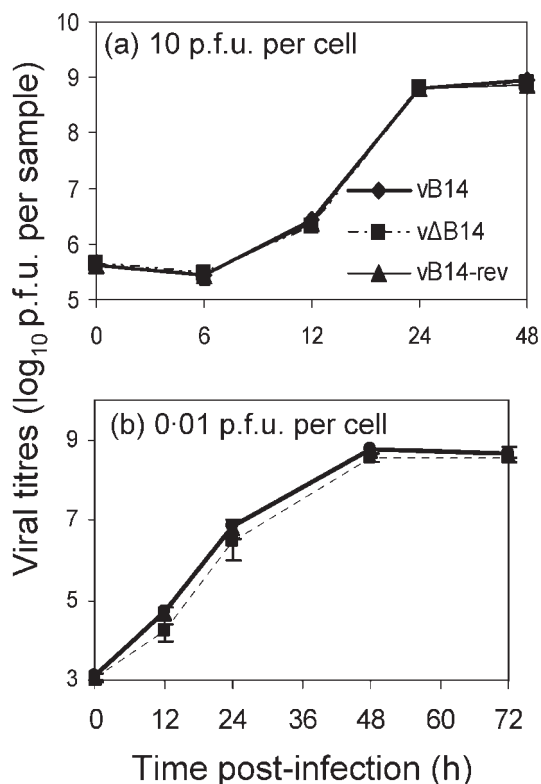 (a) 10 p.f.u. per cell
10
9
8
7
6
5
vB14
vΔB14
vB14-rev
0 6 12 24 48
Viral titres (log10 p.f.u. per sample)
(b) 0·01 p.f.u. per cell
9
7
5
3
0 12 24 36 48 60 72
Time post-infection (h)